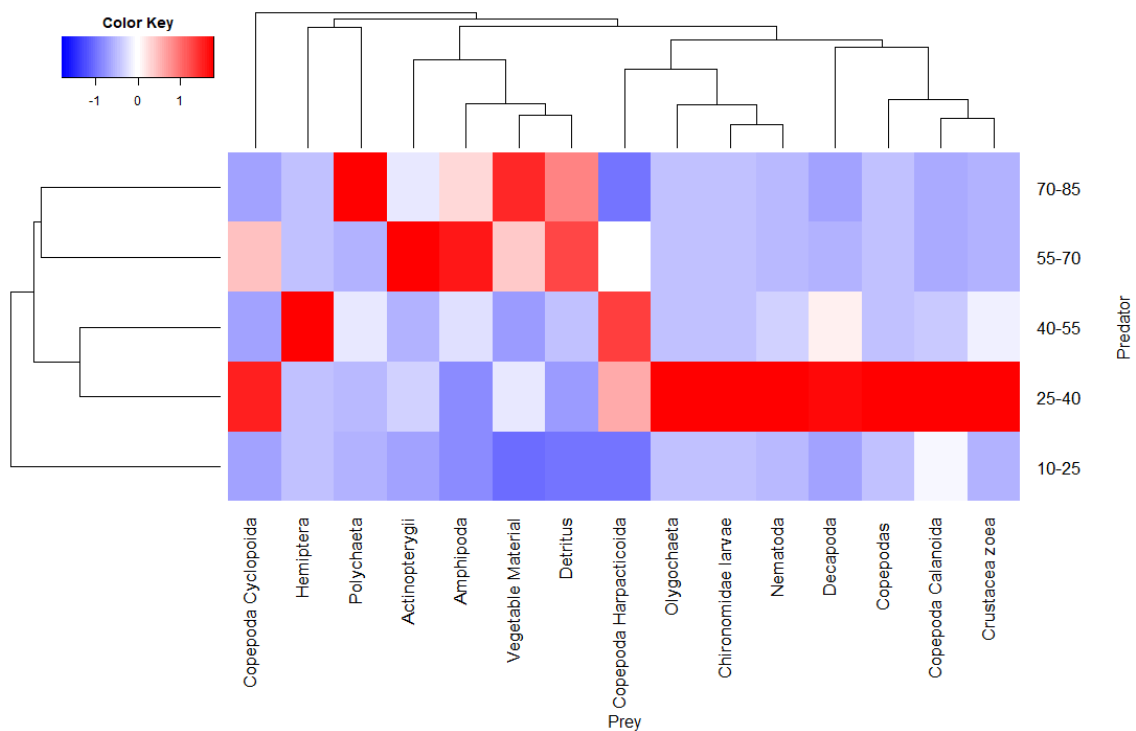 Color Key
-1 0 1
70-85
55-70
40-55
25-40
10-25
Predator
Copepoda Cyclopoida
Hemiptera
Polychaeta
Actinopterygii
Amphipoda
Vegetable Material
Detritus
Copepoda Harpacticoida
Olygochaeta
Chironomidae larvae
Nematoda
Decapoda
Copepodas
Copepoda Calanoida
Crustacea zoea
Prey